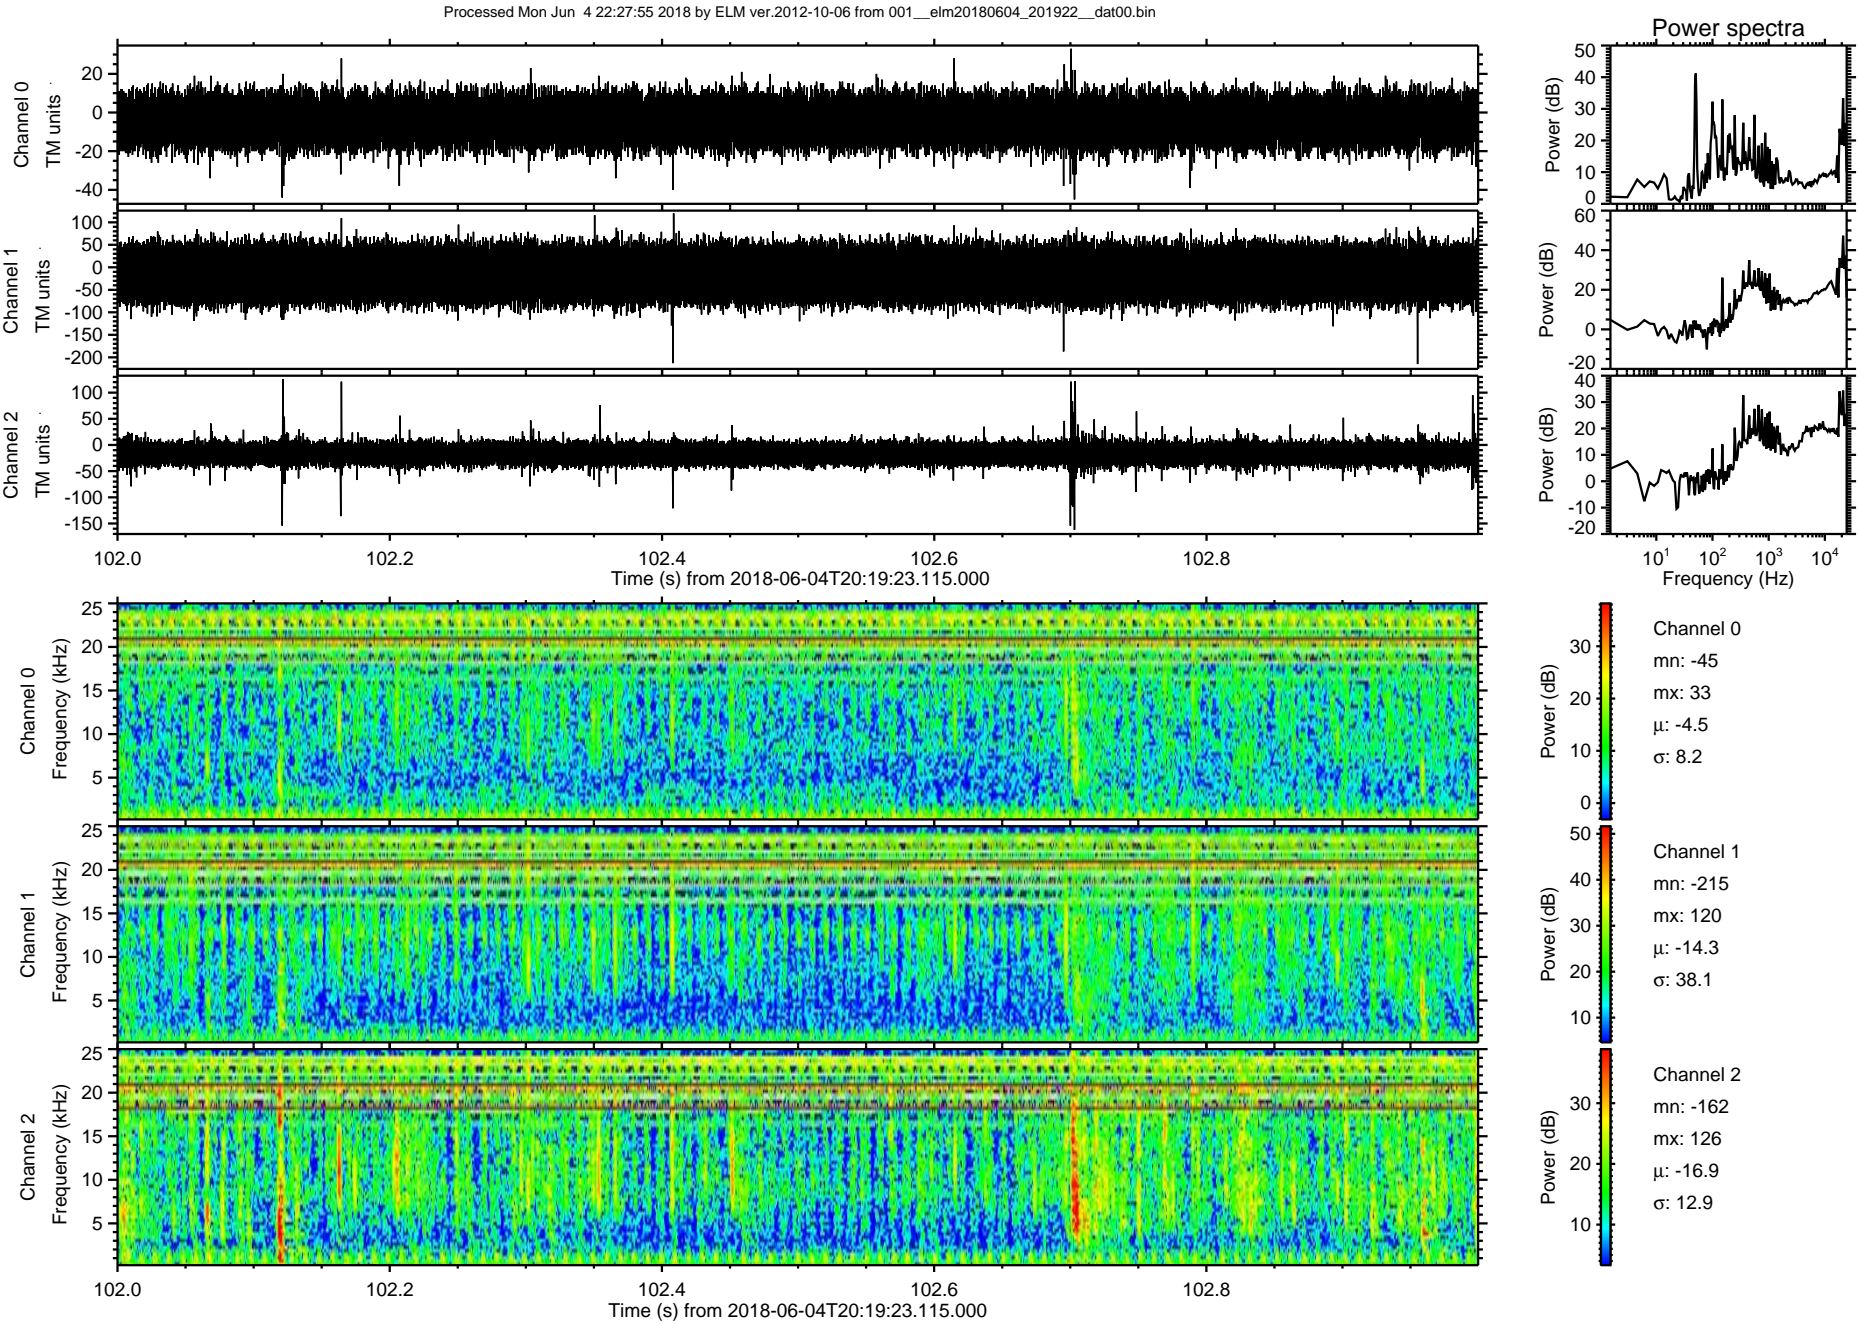 Processed Mon Jun  4 22:27:55 2018 by ELM ver.2012-10-06 from 001__elm20180604_201922__dat00.bin
Power spectra
Channel 0
TM units
20
0
-20
-40
Power (dB)
50
40
30
20
10
0
Channel 1
TM units
100
50
0
-50
-100
-150
-200
Power (dB)
60
40
20
0
-20
Channel 2
TM units
100
50
0
-50
-100
-150
Power (dB)
40
30
20
10
0
-10
-20
102.0 102.2 102.4 102.6 102.8
Time (s) from 2018-06-04T20:19:23.115.000
10¹ 10² 10³ 10⁴
Frequency (Hz)
Channel 0
Frequency (kHz)
25
20
15
10
5
Power (dB)
30
20
10
0
Channel 0
mn: -45
mx: 33
μ: -4.5
σ: 8.2
Channel 1
Frequency (kHz)
25
20
15
10
5
Power (dB)
50
40
30
20
10
Channel 1
mn: -215
mx: 120
μ: -14.3
σ: 38.1
Channel 2
Frequency (kHz)
25
20
15
10
5
Power (dB)
30
20
10
Channel 2
mn: -162
mx: 126
μ: -16.9
σ: 12.9
102.0 102.2 102.4 102.6 102.8
Time (s) from 2018-06-04T20:19:23.115.000